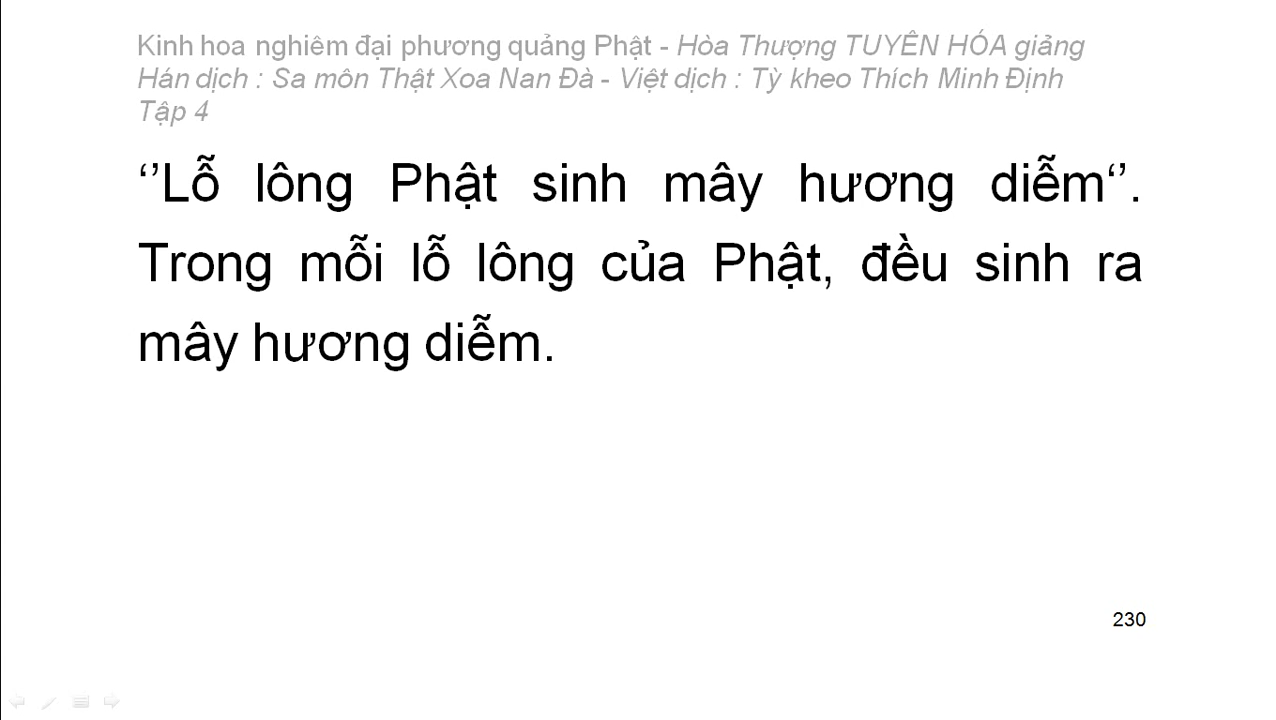 Kinh hoa nghiêm đại phương quảng Phật - Hòa Thượng TUYÊN HÓA giảng
Hán dịch : Sa môn Thật Xoa Nan Đà - Việt dịch : Tỳ kheo Thích Minh Định
Tập 4
‘’Lỗ lông Phật sinh mây hương diễm‘’.
Trong mỗi lỗ lông của Phật, đều sinh ra
mây hương diễm.
230